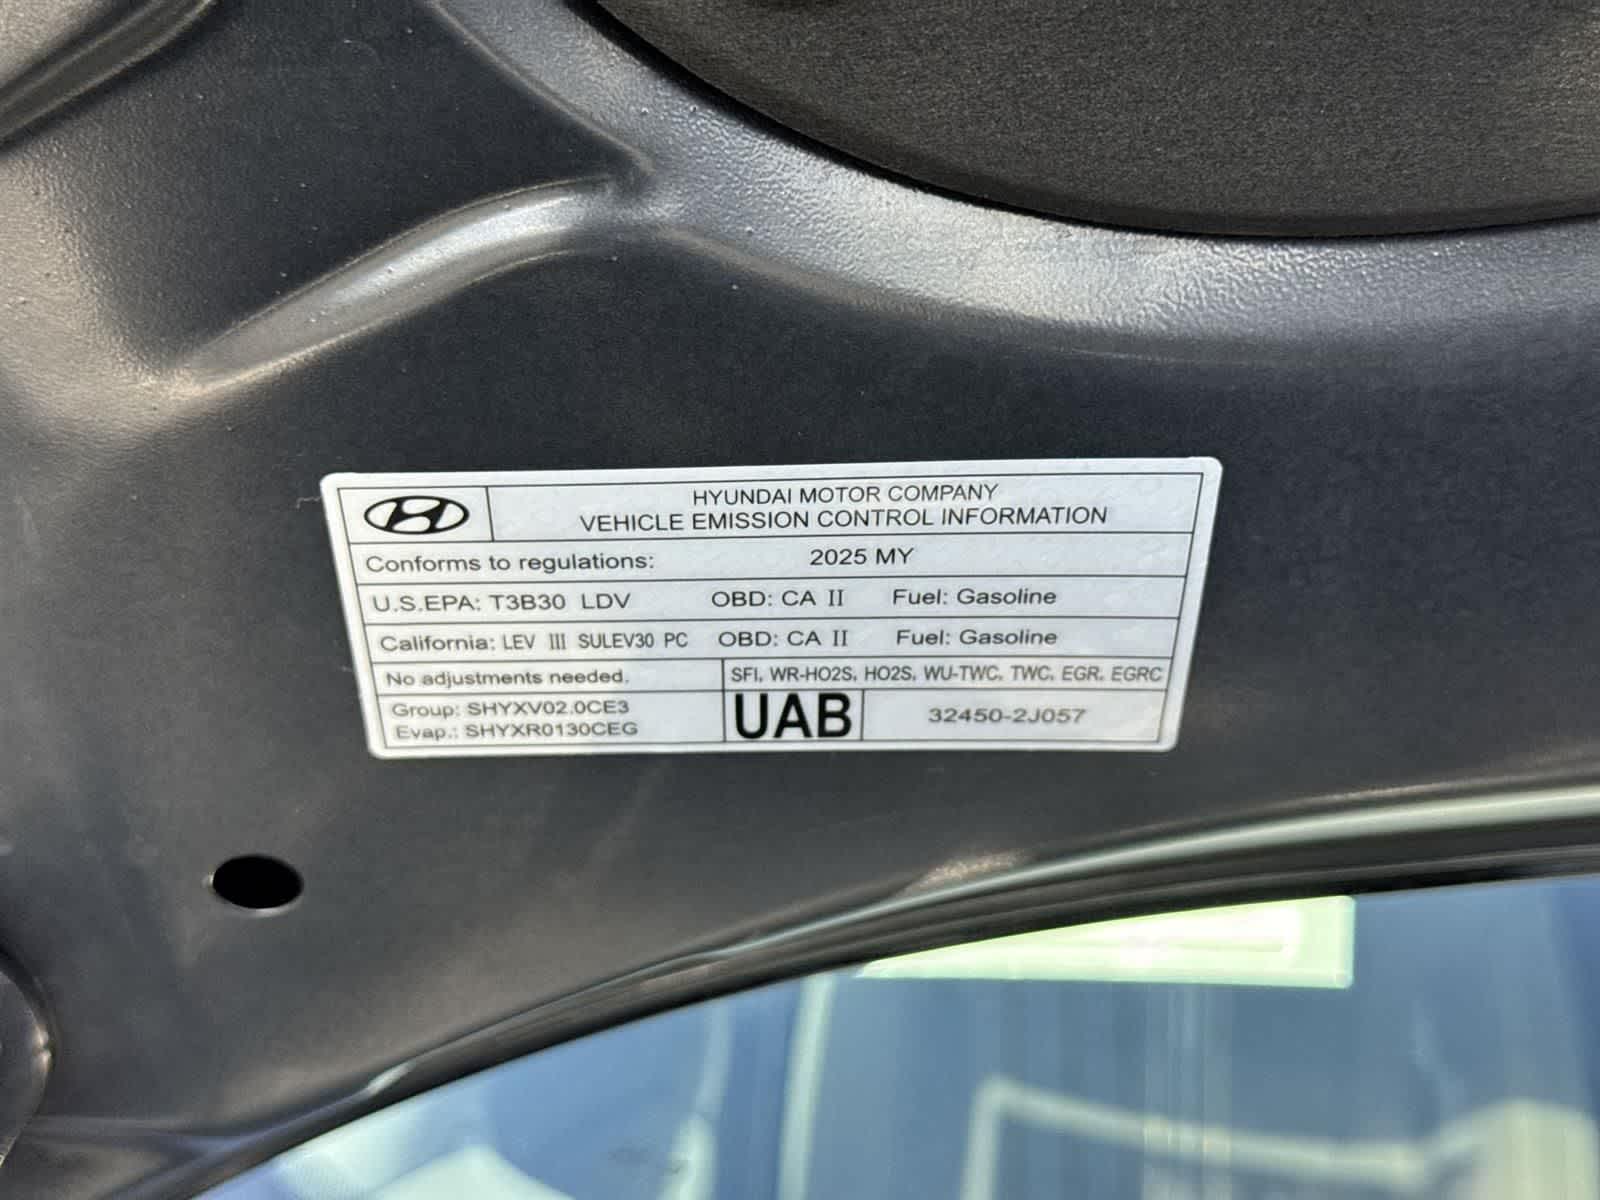 HYUNDAI MOTOR COMPANY
VEHICLE EMISSION CONTROL INFORMATION
Conforms to regulations: 2025 MY
U.S.EPA: T3B30 LDV OBD: CA II Fuel: Gasoline
California: LEV III SULEV30 PC OBD: CA II Fuel: Gasoline
No adjustments needed. SFI, WR-HO2S, HO2S, WU-TWC, TWC, EGR, EGRC
Group: SHYXV02.0CE3
Evap.: SHYXR0130CEG
UAB 32450-2J057